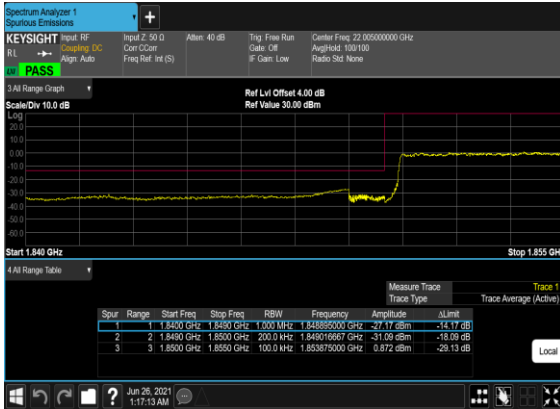 Spectrum Analyzer 1
Spurious Emissions
+
KEYSIGHT Input: RF Input Z: 50 Ω Atten: 40 dB Trig: Free Run Center Freq: 22.005000000 GHz
RL Coupling: DC Corr CCorr Gate: Off Avg|Hold: 100/100
Align: Auto Freq Ref: Int (S) IF Gain: Low Radio Std: None
PASS
3 All Range Graph
Ref Lvl Offset 4.00 dB
Scale/Div 10.0 dB Ref Value 30.00 dBm
Log
20.0
10.0
0.00
-10.0
-20.0
-30.0
-40.0
-50.0
-60.0
Start 1.840 GHz Stop 1.855 GH
4 All Range Table
Measure Trace Trace 1
Trace Type Trace Average (Active)
Spur Range Start Freq Stop Freq RBW Frequency Amplitude ΔLimit
1 1 1.8400 GHz 1.8490 GHz 1.000 MHz 1.848895000 GHz -27.17 dBm -14.17 dB
2 2 1.8490 GHz 1.8500 GHz 200.0 kHz 1.849016667 GHz -31.09 dBm -18.09 dB
3 3 1.8500 GHz 1.8550 GHz 100.0 kHz 1.853875000 GHz 0.872 dBm -29.13 dB
Local
?
Jun 26, 2021
1:17:13 AM